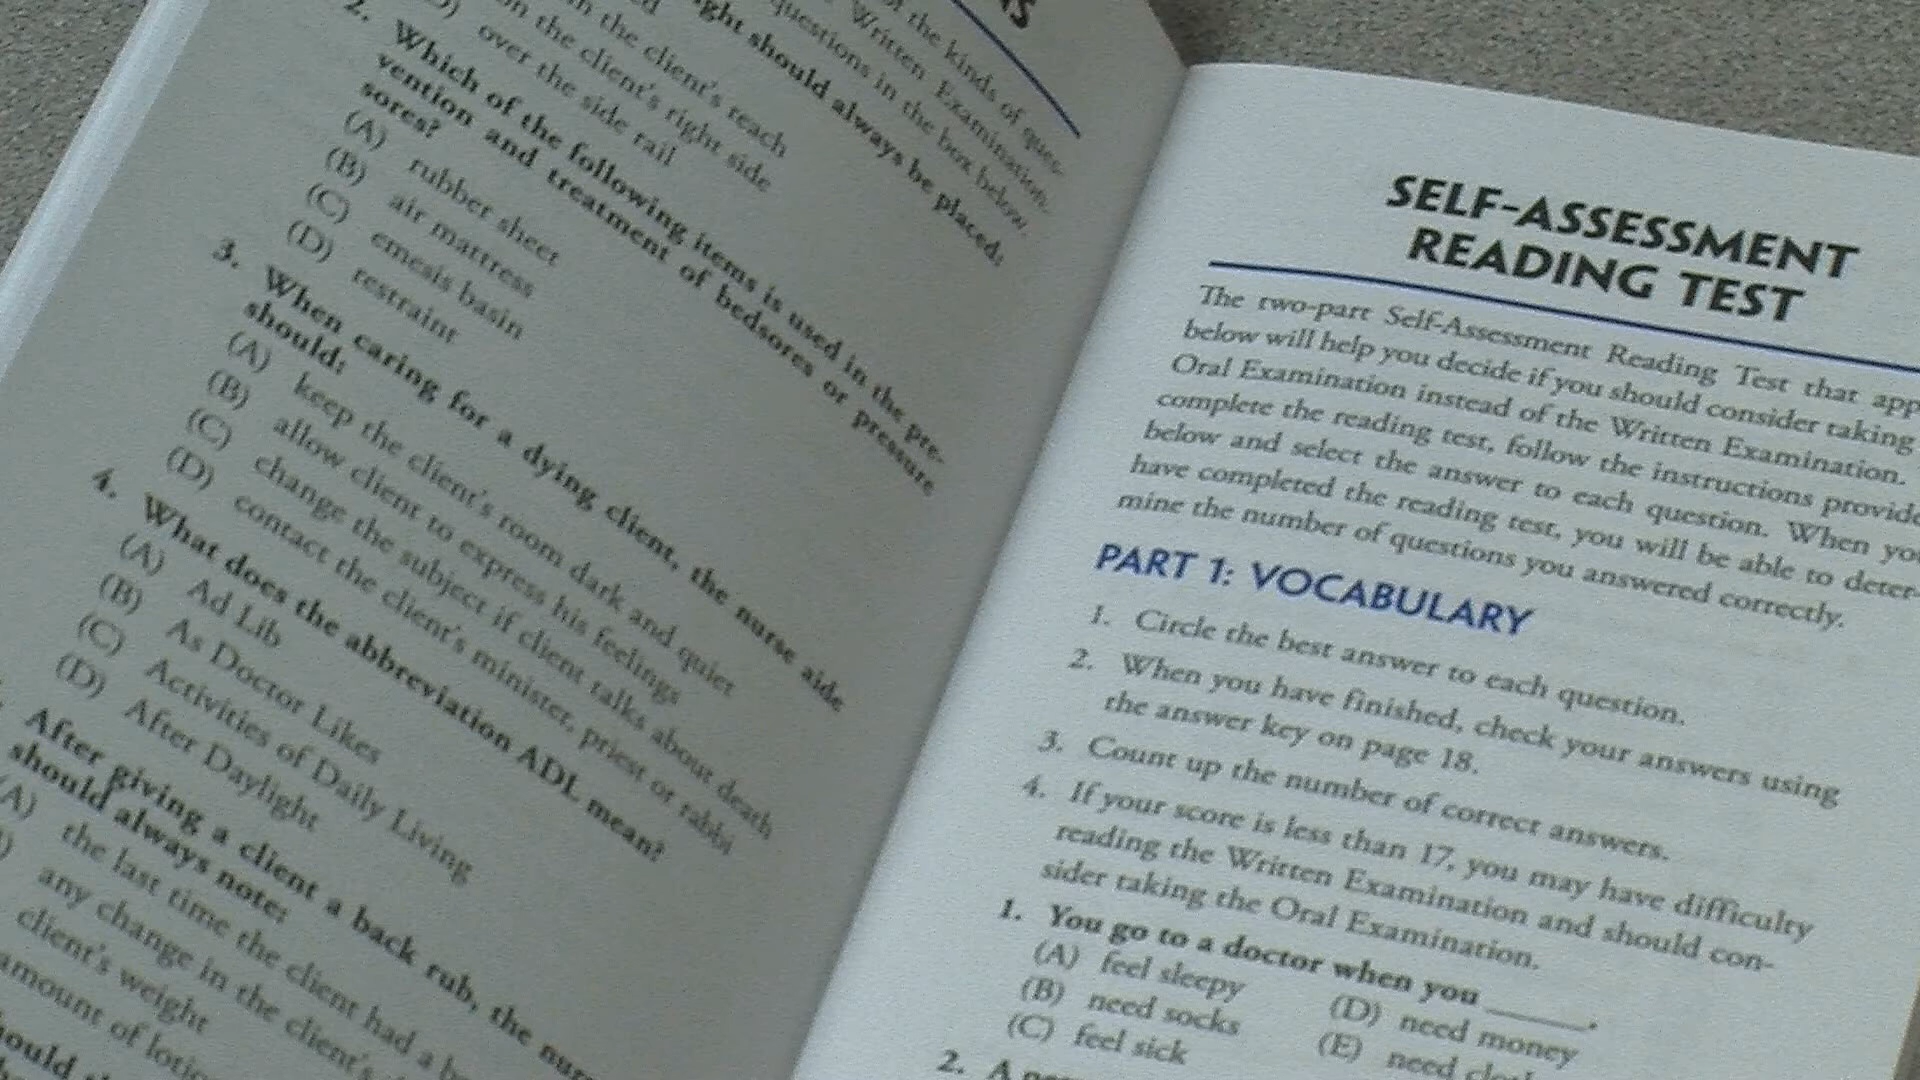 NS
of the kinds of ques-
Written Examination.
questions in the box below.
ght should always be placed:
the client's reach
on the client's right side
(D) over the side rail
2. Which of the following items is used in the pre-
vention and treatment of bedsores or pressure
sores?
(A) rubber sheet
(B) air mattress
(C) emesis basin
(D) restraint
3. When caring for a dying client, the nurse aide
should:
(A) keep the client's room dark and quiet
(B) allow client to express his feelings
(C) change the subject if client talks about death
(D) contact the client's minister, priest or rabbi
4. What does the abbreviation ADL mean?
(A) Ad Lib
(B) As Doctor Likes
(C) Activities of Daily Living
(D) After Daylight
After giving a client a back rub, the nurs
should always note:
(A) the last time the client had a b
any change in the client's
client's weight
amount of lotio
hould
SELF-ASSESSMENT
READING TEST
The two-part Self-Assessment Reading Test that app
below will help you decide if you should consider taking
Oral Examination instead of the Written Examination.
complete the reading test, follow the instructions provide
below and select the answer to each question. When you
have completed the reading test, you will be able to deter-
mine the number of questions you answered correctly.
PART 1: VOCABULARY
1. Circle the best answer to each question.
2. When you have finished, check your answers using
the answer key on page 18.
3. Count up the number of correct answers.
4. If your score is less than 17, you may have difficulty
reading the Written Examination and should con-
sider taking the Oral Examination.
1. You go to a doctor when you ______.
(A) feel sleepy
(B) need socks
(C) feel sick
(D) need money
(E) need clot
2. A